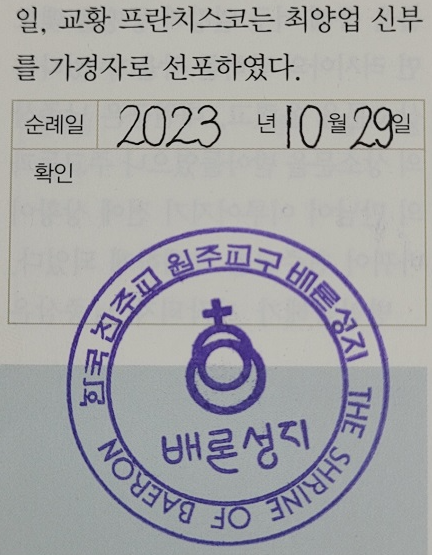 일, 교황 프란치스코는 최양업 신부
를 가경자로 선포하였다.
순례일 2023 년 10 월 29 일
확인
한국 천주교 원주교구 배론성지
배론성지
THE SHRINE OF BAERON